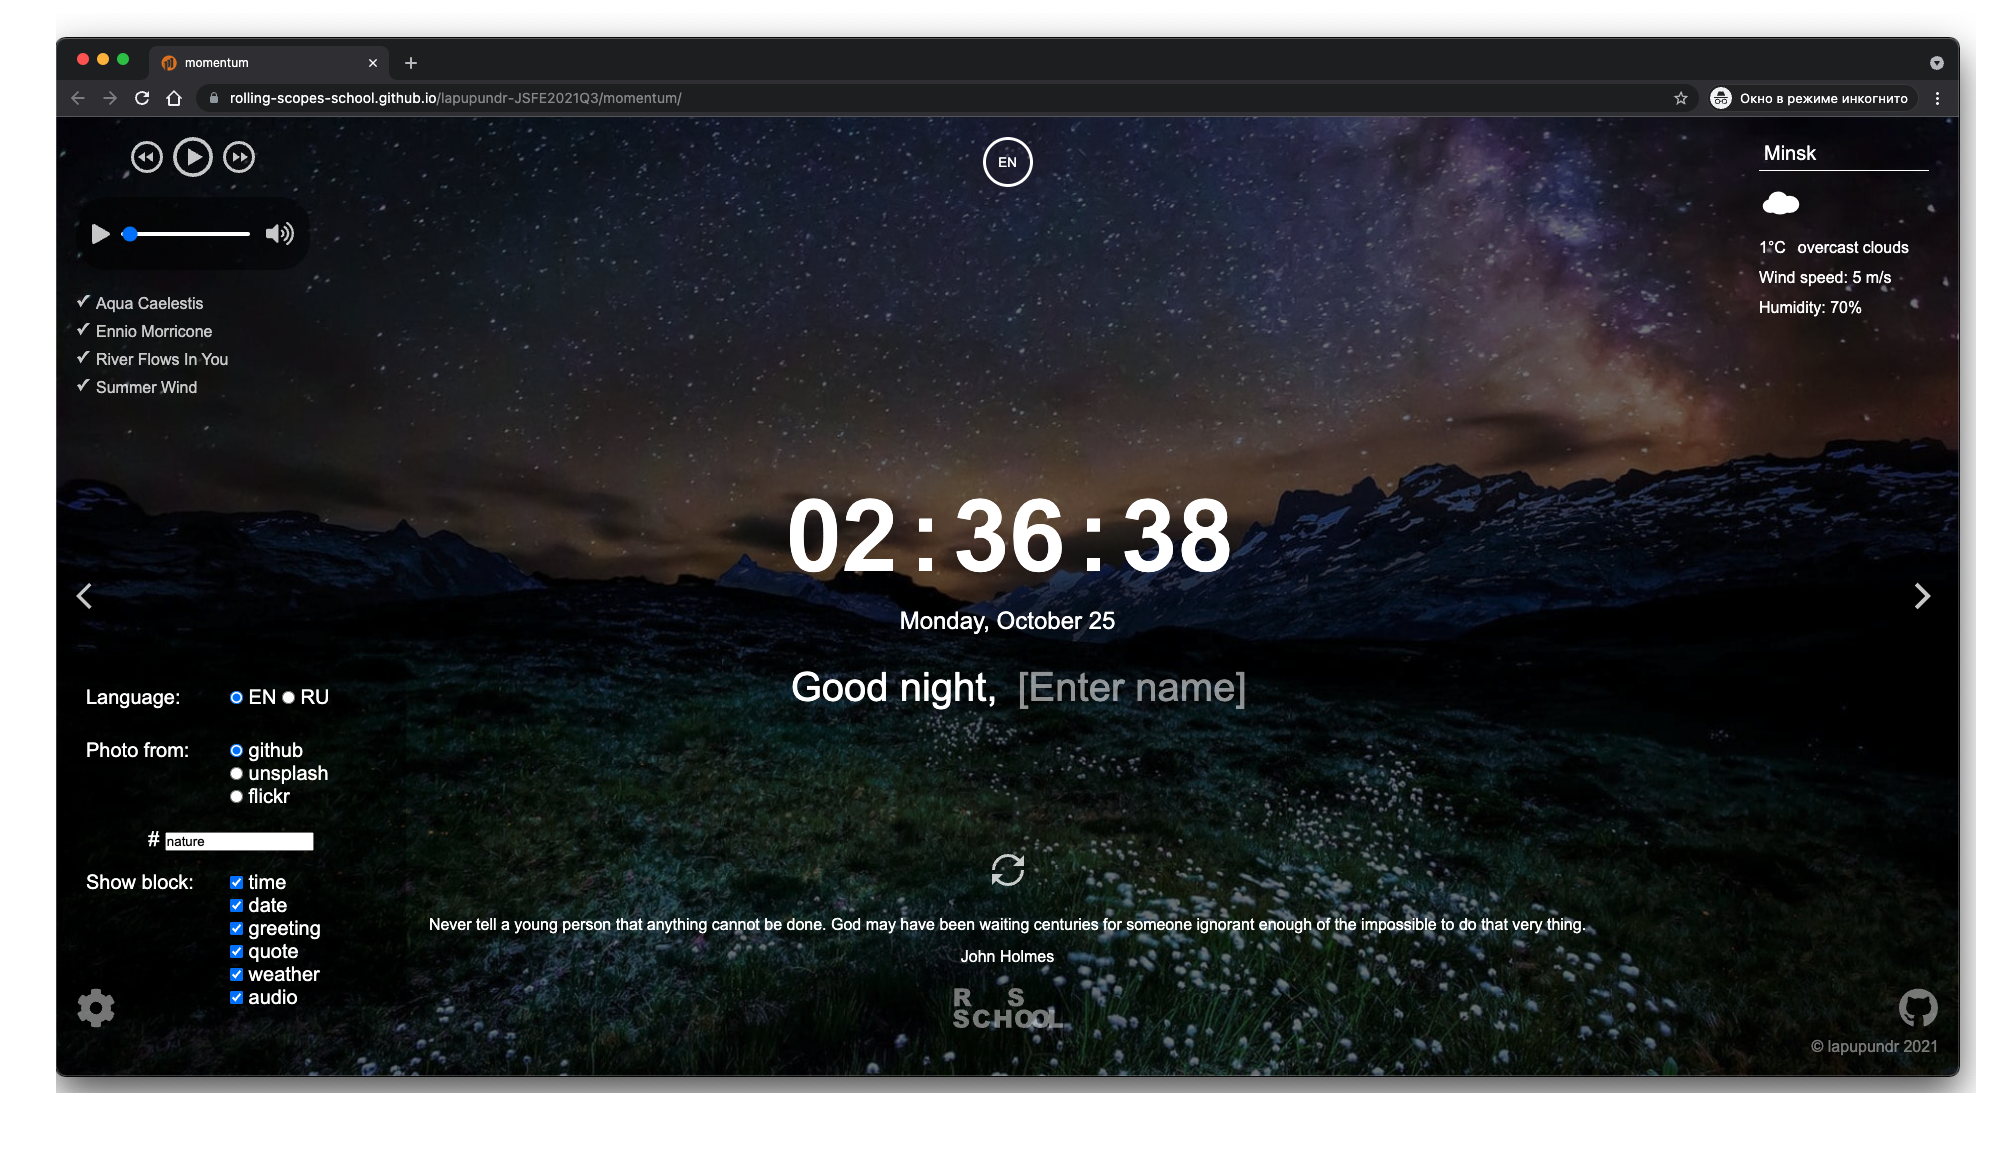 momentum
rolling-scopes-school.github.io/lapupundr-JSFE2021Q3/momentum/
Окно в режиме инкогнито
EN
Minsk
1°C overcast clouds
Wind speed: 5 m/s
Humidity: 70%
Aqua Caelestis
Ennio Morricone
River Flows In You
Summer Wind
02:36:38
Monday, October 25
Good night, [Enter name]
Language: EN RU
Photo from: github
unsplash
flickr
# nature
Show block: time
date
greeting
quote
weather
audio
Never tell a young person that anything cannot be done. God may have been waiting centuries for someone ignorant enough of the impossible to do that very thing.
John Holmes
R S
SCHOOL
© lapupundr 2021